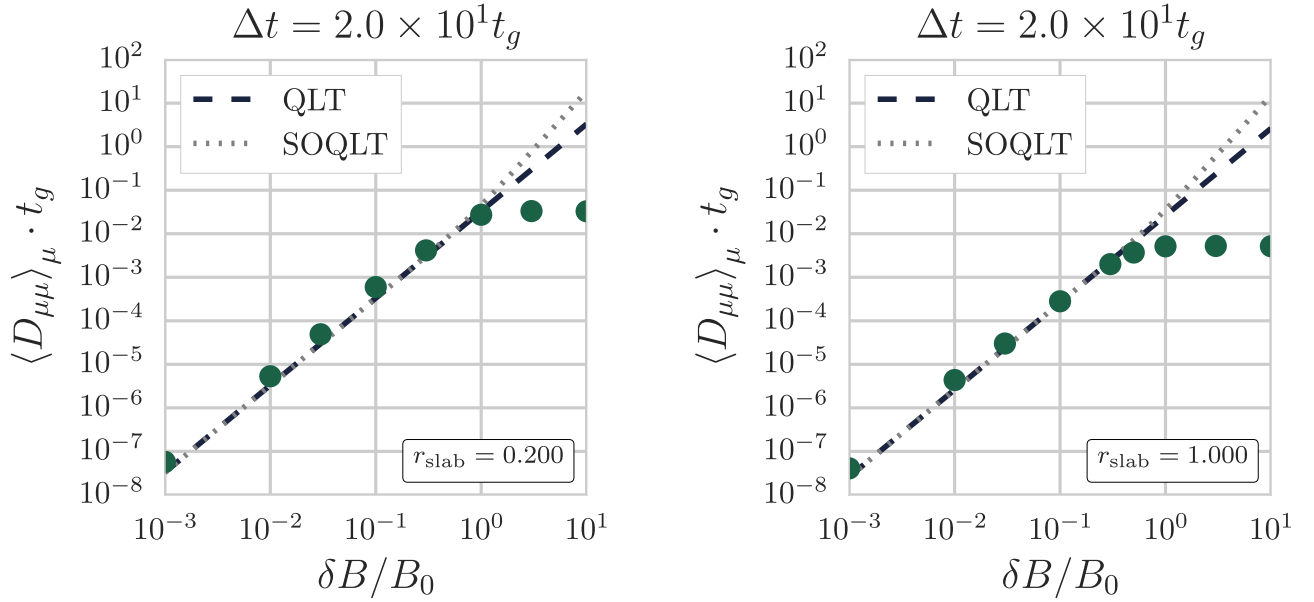 Δt = 2.0 × 10¹t_g
⟨D_μμ⟩_μ · t_g
10²
10¹
10⁰
10⁻¹
10⁻²
10⁻³
10⁻⁴
10⁻⁵
10⁻⁶
10⁻⁷
10⁻⁸
QLT
SOQLT
r_slab = 0.200
10⁻³ 10⁻² 10⁻¹ 10⁰ 10¹
δB/B₀
Δt = 2.0 × 10¹t_g
⟨D_μμ⟩_μ · t_g
10²
10¹
10⁰
10⁻¹
10⁻²
10⁻³
10⁻⁴
10⁻⁵
10⁻⁶
10⁻⁷
10⁻⁸
QLT
SOQLT
r_slab = 1.000
10⁻³ 10⁻² 10⁻¹ 10⁰ 10¹
δB/B₀